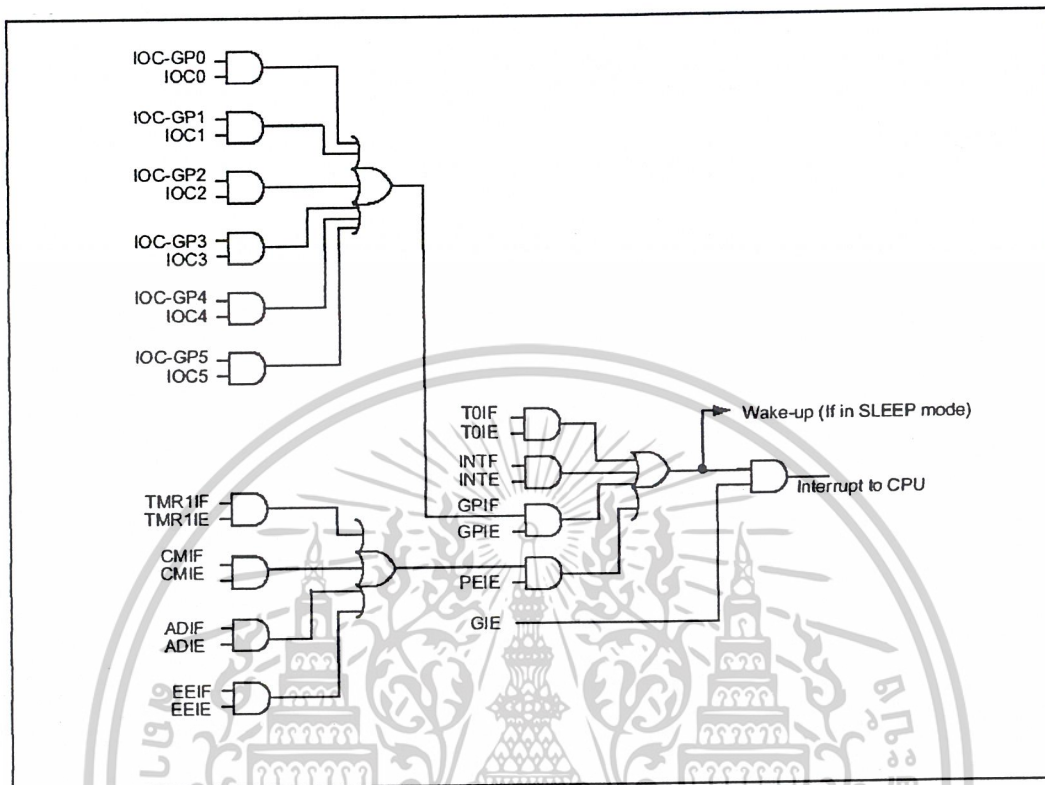 IOC-GP0
IOC0
IOC-GP1
IOC1
IOC-GP2
IOC2
IOC-GP3
IOC3
IOC-GP4
IOC4
IOC-GP5
IOC5
T0IF
T0IE
INTF
INTE
GPIF
GPIE
PEIE
GIE
Wake-up (If in SLEEP mode)
Interrupt to CPU
TMR1IF
TMR1IE
CMIF
CMIE
ADIF
ADIE
EEIF
EEIE